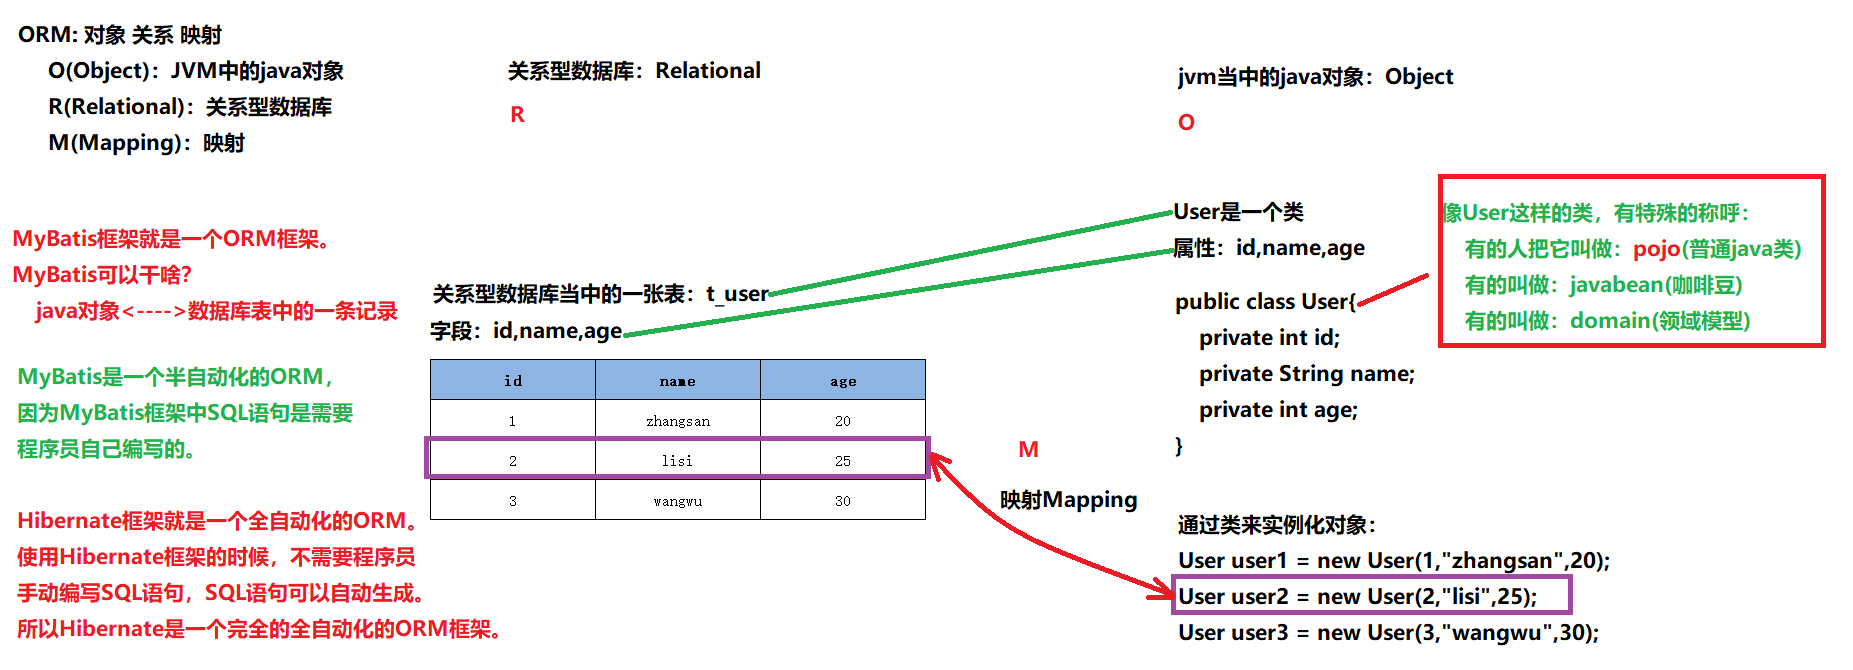 ORM: 对象 关系 映射
O(Object)：JVM中的java对象
R(Relational)：关系型数据库
M(Mapping)：映射
关系型数据库：Relational
R
jvm当中的java对象：Object
O
MyBatis框架就是一个ORM框架。
MyBatis可以干啥？
java对象<---->数据库表中的一条记录
MyBatis是一个半自动化的ORM，
因为MyBatis框架中SQL语句是需要
程序员自己编写的。
Hibernate框架就是一个全自动化的ORM。
使用Hibernate框架的时候，不需要程序员
手动编写SQL语句，SQL语句可以自动生成。
所以Hibernate是一个完全的全自动化的ORM框架。
关系型数据库当中的一张表：t_user
字段：id,name,age
id name age
1 zhangsan 20
2 lisi 25
3 wangwu 30
M
映射Mapping
User是一个类
属性：id,name,age
public class User{
private int id;
private String name;
private int age;
}
像User这样的类，有特殊的称呼：
有的人把它叫做：pojo(普通java类)
有的叫做：javabean(咖啡豆)
有的叫做：domain(领域模型)
通过类来实例化对象：
User user1 = new User(1,"zhangsan",20);
User user2 = new User(2,"lisi",25);
User user3 = new User(3,"wangwu",30);